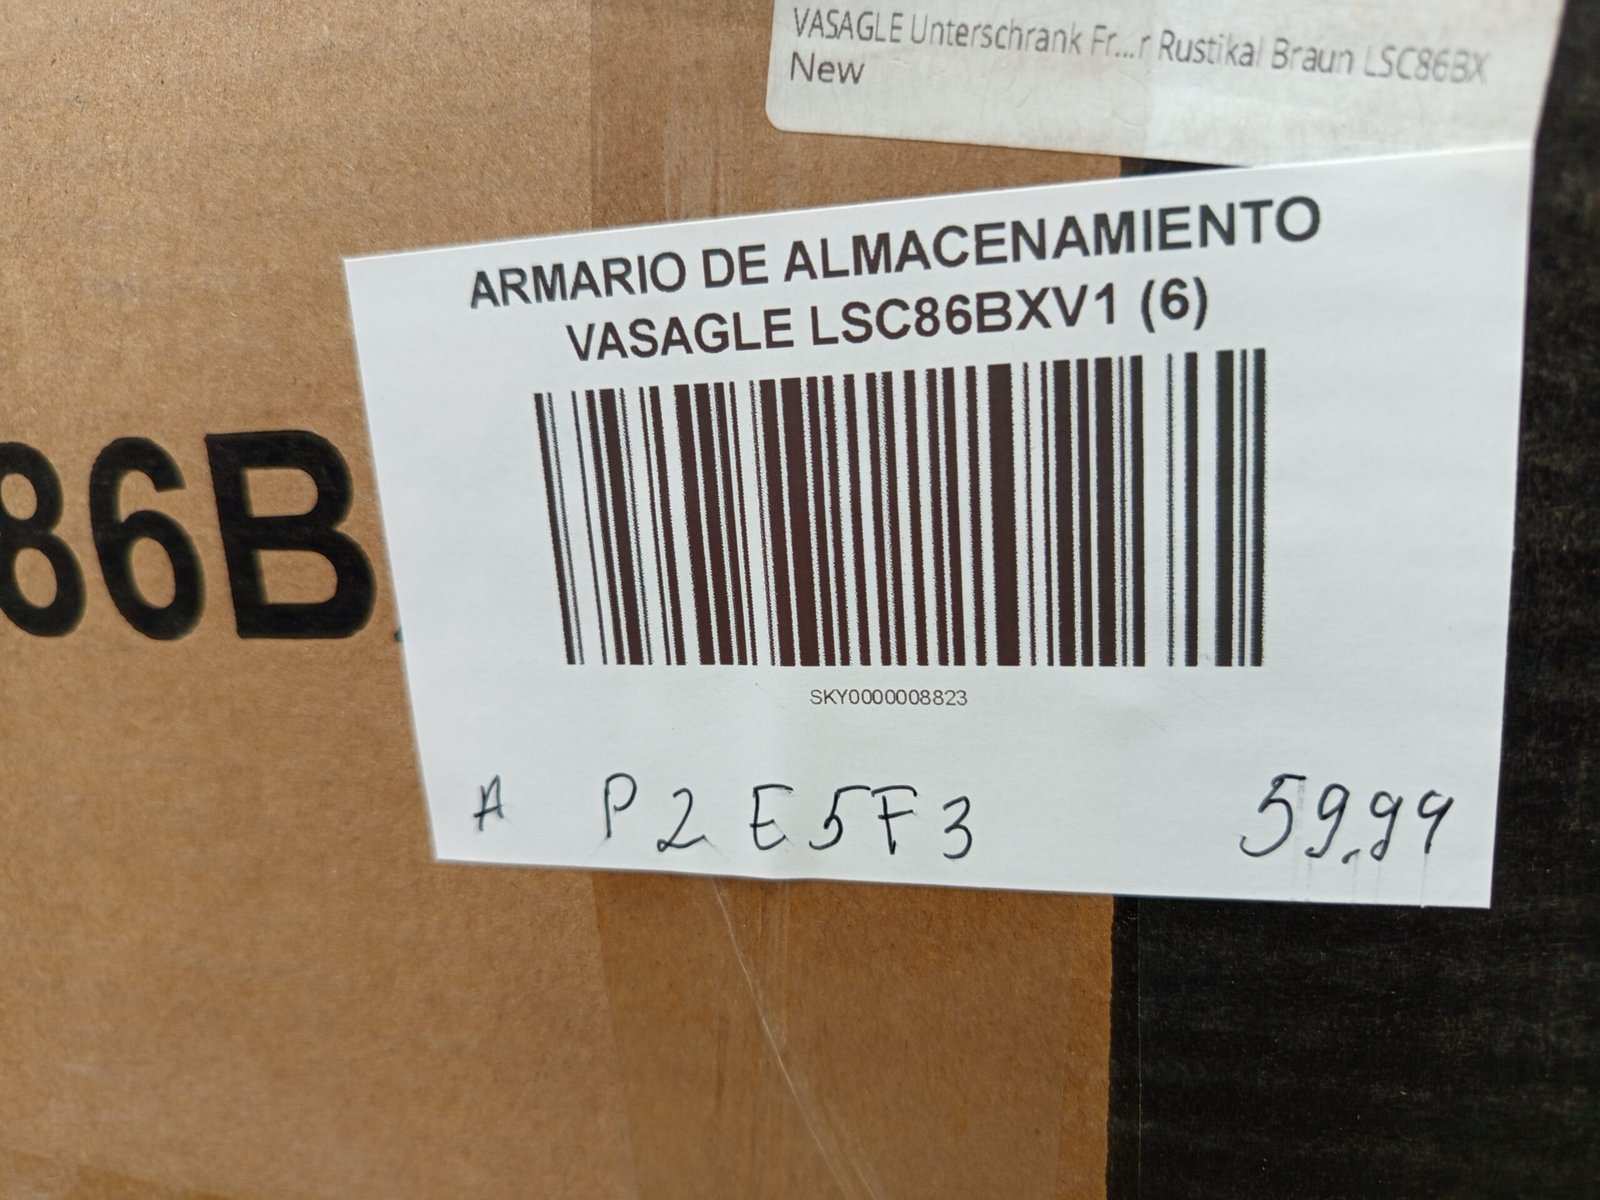 VASAGLE Unterschrank Fr...r Rustikal Braun LSC86BX
New
ARMARIO DE ALMACENAMIENTO
VASAGLE LSC86BXV1 (6)
86B
SKY0000008823
A P2E5F3 59.99